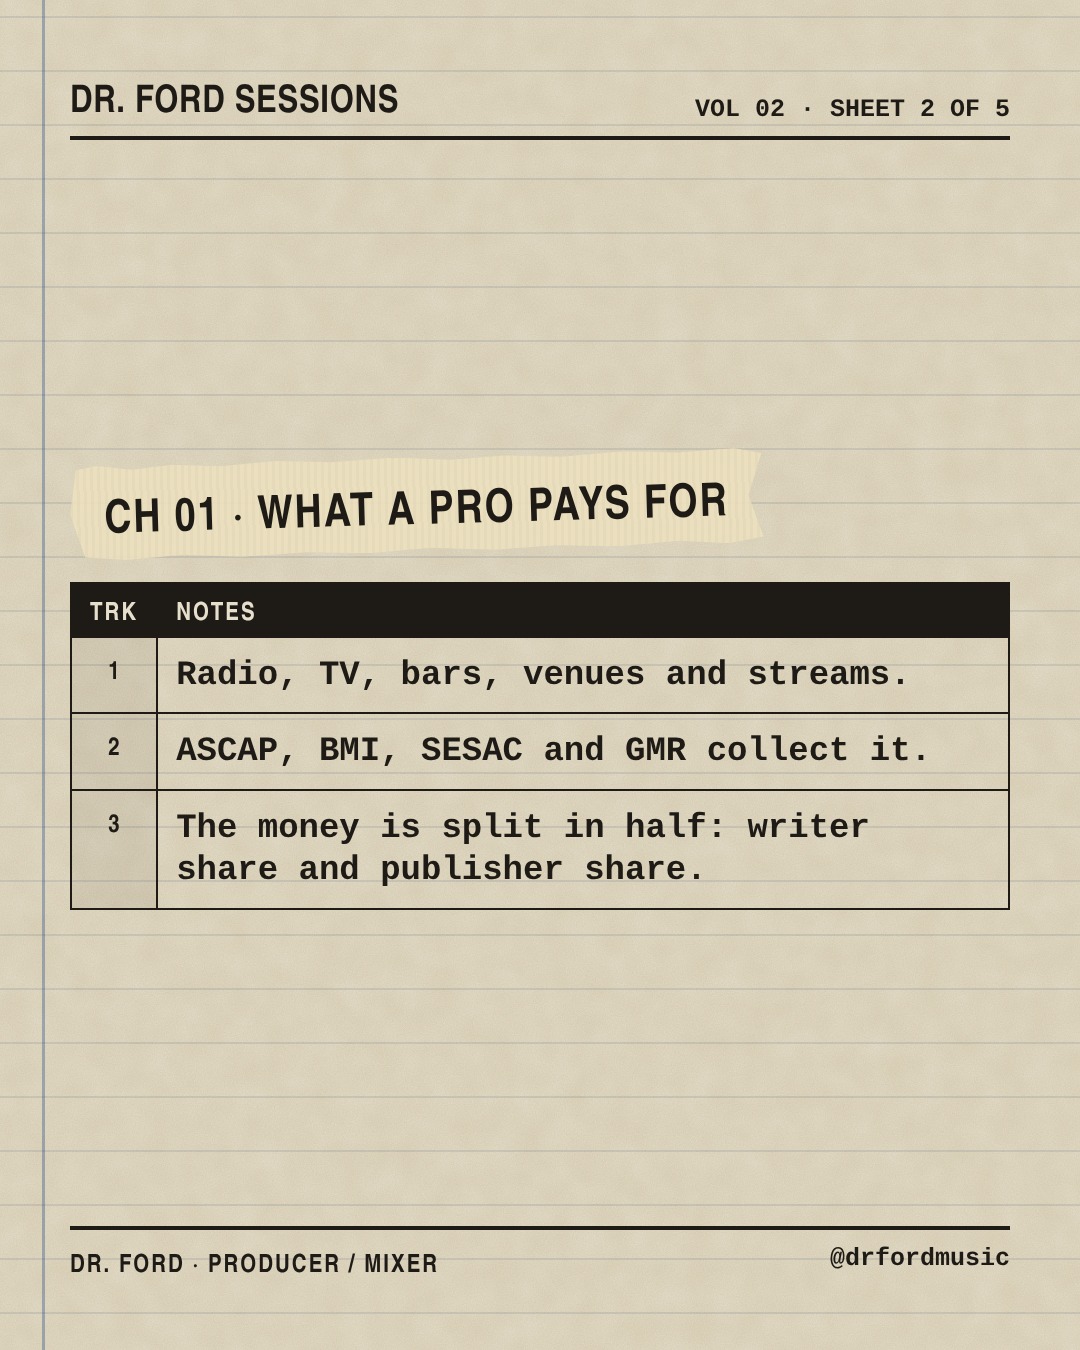 DR. FORD SESSIONS
VOL 02 · SHEET 2 OF 5
CH 01 · WHAT A PRO PAYS FOR
TRK NOTES
1 Radio, TV, bars, venues and streams.
2 ASCAP, BMI, SESAC and GMR collect it.
3 The money is split in half: writer
share and publisher share.
DR. FORD · PRODUCER / MIXER
@drfordmusic